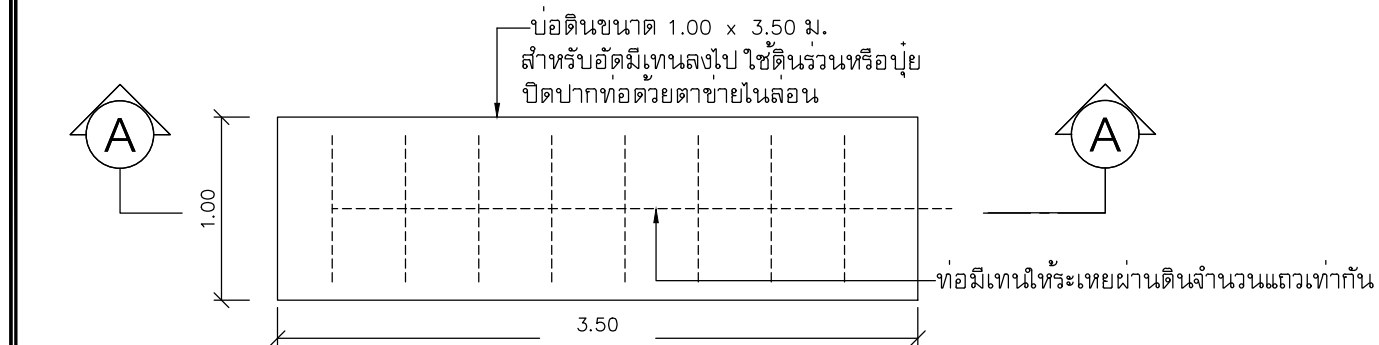 บ่อดินขนาด 1.00 x 3.50 ม.
สำหรับอัดมีเทนลงไป ใช้ดินร่วนหรือปุ๋ย
ปิดปากท่อด้วยตาข่ายไนล่อน
A
A
1.00
ท่อมีเทนให้ระเหยผ่านดินจำนวนแถวเท่ากัน
3.50